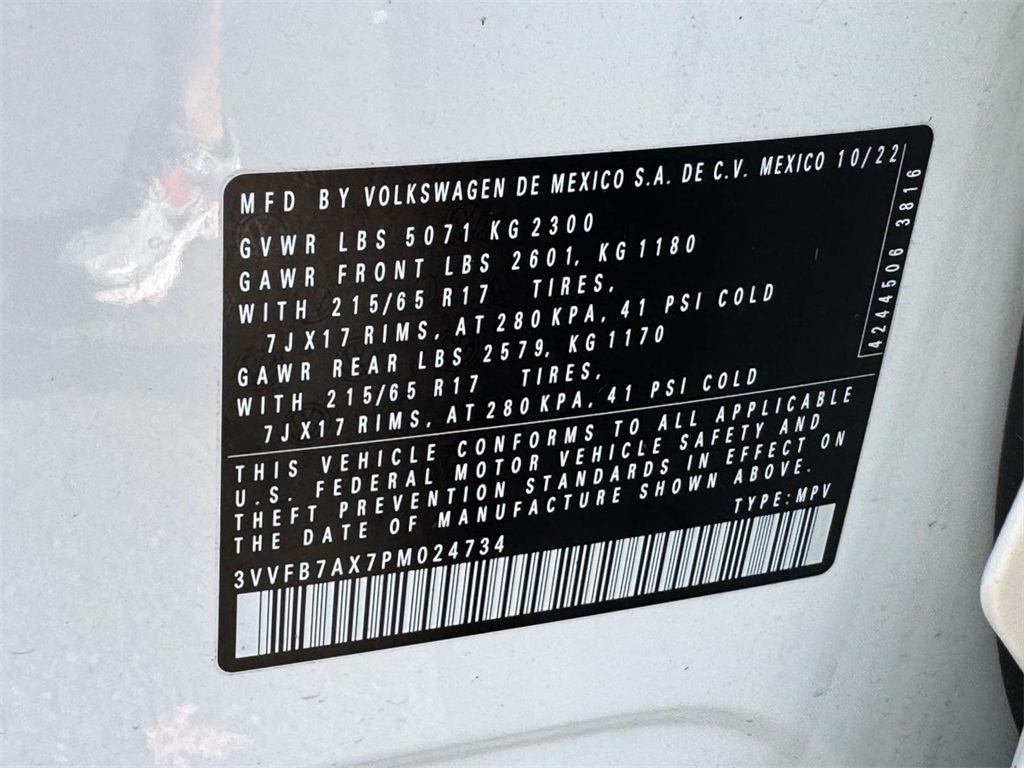 MFD BY VOLKSWAGEN DE MEXICO S.A. DE C.V. MEXICO 10/22
GVWR LBS 5071 KG 2300
GAWR FRONT LBS 2601, KG 1180
WITH 215/65 R17 TIRES,
7JX17 RIMS, AT 280 KPA, 41 PSI COLD
GAWR REAR LBS 2579, KG 1170
WITH 215/65 R17 TIRES,
7JX17 RIMS, AT 280 KPA, 41 PSI COLD
4244506 3816
THIS VEHICLE CONFORMS TO ALL APPLICABLE
U.S. FEDERAL MOTOR VEHICLE SAFETY AND
THEFT PREVENTION STANDARDS IN EFFECT ON
THE DATE OF MANUFACTURE SHOWN ABOVE.
TYPE: MPV
3VVFB7AX7PM024734